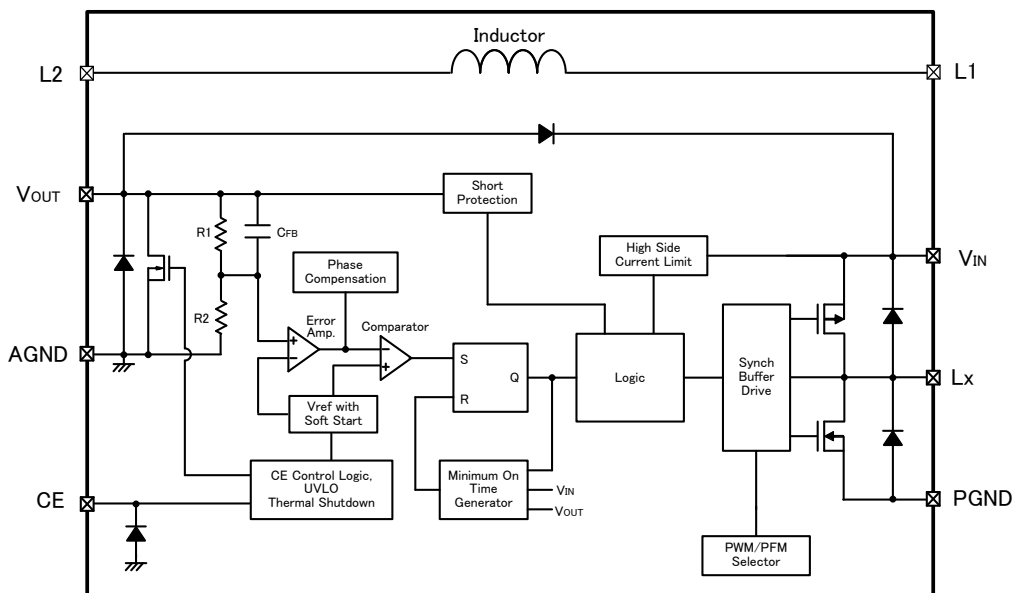 Inductor
L2
L1
VOUT
Short
Protection
R1
CFB
High Side
Current Limit
VIN
Phase
Compensation
R2
Error
Amp.
Comparator
+
−
−
+
AGND
S
Q
R
Logic
Synch
Buffer
Drive
Lx
Vref with
Soft Start
CE
CE Control Logic,
UVLO
Thermal Shutdown
Minimum On
Time
Generator
VIN
VOUT
PGND
PWM/PFM
Selector